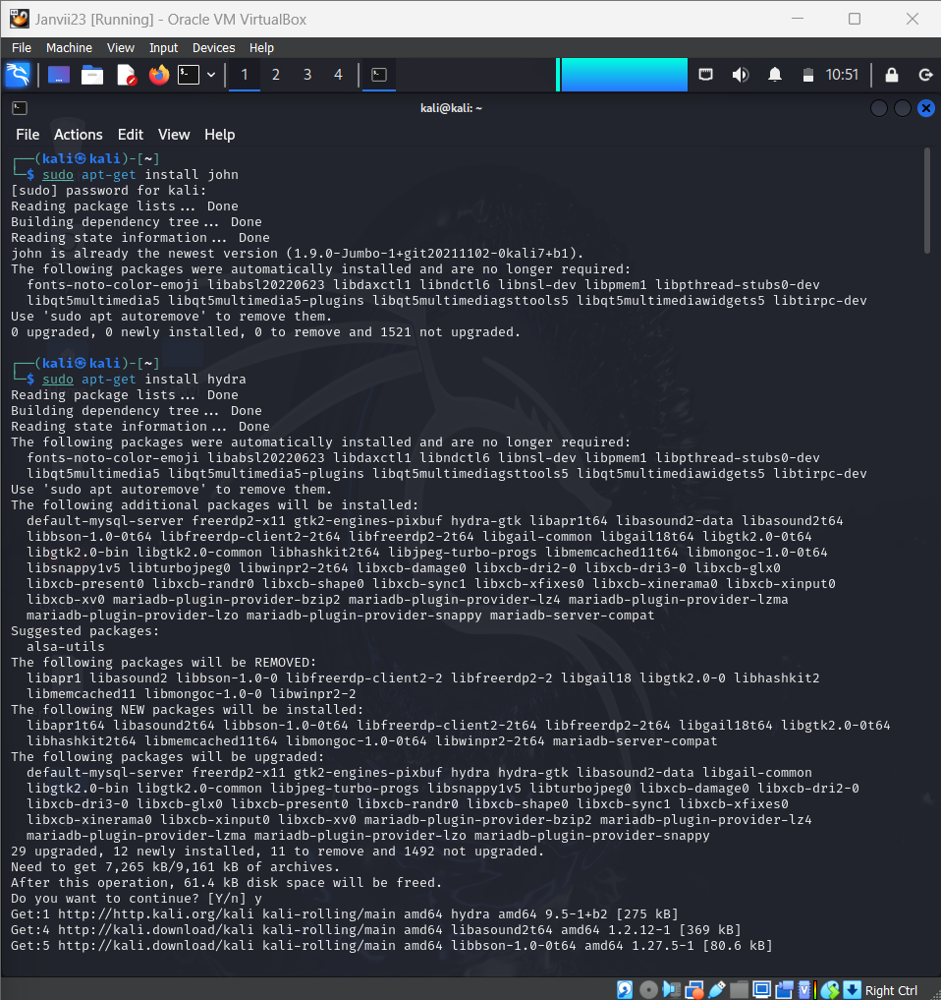 Janvii23 [Running] - Oracle VM VirtualBox
File Machine View Input Devices Help
1 2 3 4 10:51
kali@kali: ~
File Actions Edit View Help
┌──(kali㉿kali)-[~]
└─$ sudo apt-get install john
[sudo] password for kali:
Reading package lists... Done
Building dependency tree... Done
Reading state information... Done
john is already the newest version (1.9.0-Jumbo-1+git20211102-0kali7+b1).
The following packages were automatically installed and are no longer required:
fonts-noto-color-emoji libabsl20220623 libdaxctl1 libndctl6 libnsl-dev libpmem1 libpthread-stubs0-dev
libqt5multimedia5 libqt5multimedia5-plugins libqt5multimediagsttools5 libqt5multimediawidgets5 libtirpc-dev
Use 'sudo apt autoremove' to remove them.
0 upgraded, 0 newly installed, 0 to remove and 1521 not upgraded.
┌──(kali㉿kali)-[~]
└─$ sudo apt-get install hydra
Reading package lists... Done
Building dependency tree... Done
Reading state information... Done
The following packages were automatically installed and are no longer required:
fonts-noto-color-emoji libabsl20220623 libdaxctl1 libndctl6 libnsl-dev libpmem1 libpthread-stubs0-dev
libqt5multimedia5 libqt5multimedia5-plugins libqt5multimediagsttools5 libqt5multimediawidgets5 libtirpc-dev
Use 'sudo apt autoremove' to remove them.
The following additional packages will be installed:
default-mysql-server freerdp2-x11 gtk2-engines-pixbuf hydra-gtk libapr1t64 libasound2-data libasound2t64
libbson-1.0-0t64 libfreerdp-client2-2t64 libfreerdp2-2t64 libgail-common libgail18t64 libgtk2.0-0t64
libgtk2.0-bin libgtk2.0-common libhashkit2t64 libjpeg-turbo-progs libmemcached11t64 libmongoc-1.0-0t64
libsnappy1v5 libturbojpeg0 libwinpr2-2t64 libxcb-damage0 libxcb-dri2-0 libxcb-dri3-0 libxcb-glx0
libxcb-present0 libxcb-randr0 libxcb-shape0 libxcb-sync1 libxcb-xfixes0 libxcb-xinerama0 libxcb-xinput0
libxcb-xv0 mariadb-plugin-provider-bzip2 mariadb-plugin-provider-lz4 mariadb-plugin-provider-lzma
mariadb-plugin-provider-lzo mariadb-plugin-provider-snappy mariadb-server-compat
Suggested packages:
alsa-utils
The following packages will be REMOVED:
libapr1 libasound2 libbson-1.0-0 libfreerdp-client2-2 libfreerdp2-2 libgail18 libgtk2.0-0 libhashkit2
libmemcached11 libmongoc-1.0-0 libwinpr2-2
The following NEW packages will be installed:
libapr1t64 libasound2t64 libbson-1.0-0t64 libfreerdp-client2-2t64 libfreerdp2-2t64 libgail18t64 libgtk2.0-0t64
libhashkit2t64 libmemcached11t64 libmongoc-1.0-0t64 libwinpr2-2t64 mariadb-server-compat
The following packages will be upgraded:
default-mysql-server freerdp2-x11 gtk2-engines-pixbuf hydra hydra-gtk libasound2-data libgail-common
libgtk2.0-bin libgtk2.0-common libjpeg-turbo-progs libsnappy1v5 libturbojpeg0 libxcb-damage0 libxcb-dri2-0
libxcb-dri3-0 libxcb-glx0 libxcb-present0 libxcb-randr0 libxcb-shape0 libxcb-sync1 libxcb-xfixes0
libxcb-xinerama0 libxcb-xinput0 libxcb-xv0 mariadb-plugin-provider-bzip2 mariadb-plugin-provider-lz4
mariadb-plugin-provider-lzma mariadb-plugin-provider-lzo mariadb-plugin-provider-snappy
29 upgraded, 12 newly installed, 11 to remove and 1492 not upgraded.
Need to get 7,265 kB/9,161 kB of archives.
After this operation, 61.4 kB disk space will be freed.
Do you want to continue? [Y/n] y
Get:1 http://http.kali.org/kali kali-rolling/main amd64 hydra amd64 9.5-1+b2 [275 kB]
Get:4 http://kali.download/kali kali-rolling/main amd64 libasound2t64 amd64 1.2.12-1 [369 kB]
Get:5 http://kali.download/kali kali-rolling/main amd64 libbson-1.0-0t64 amd64 1.27.5-1 [80.6 kB]
Right Ctrl